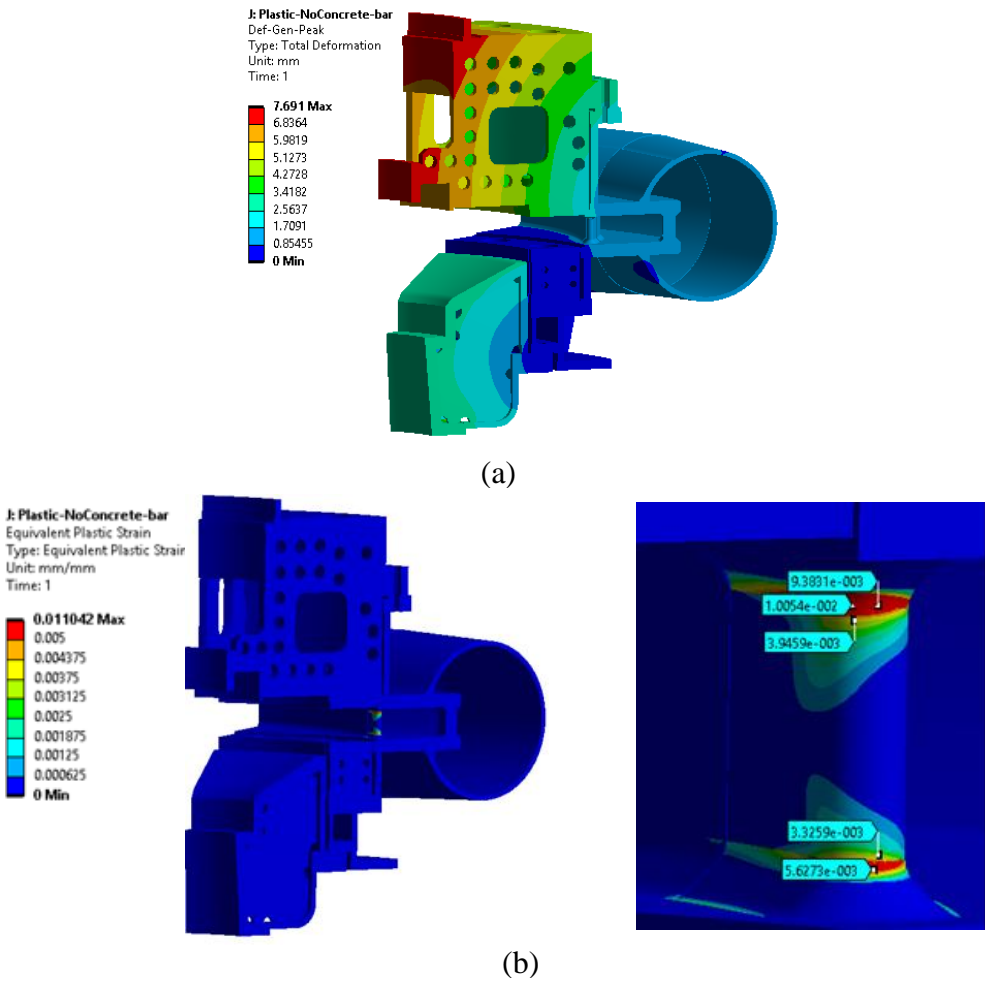 J: Plastic-NoConcrete-bar
Def-Gen-Peak
Type: Total Deformation
Unit: mm
Time: 1
7.691 Max
6.8364
5.9819
5.1273
4.2728
3.4182
2.5637
1.7091
0.85455
0 Min
(a)
J: Plastic-NoConcrete-bar
Equivalent Plastic Strain
Type: Equivalent Plastic Strair
Unit: mm/mm
Time: 1
0.011042 Max
0.005
0.004375
0.00375
0.003125
0.0025
0.001875
0.00125
0.000625
0 Min
9.3831e-003
1.0054e-002
3.9459e-003
3.3259e-003
5.6273e-003
(b)